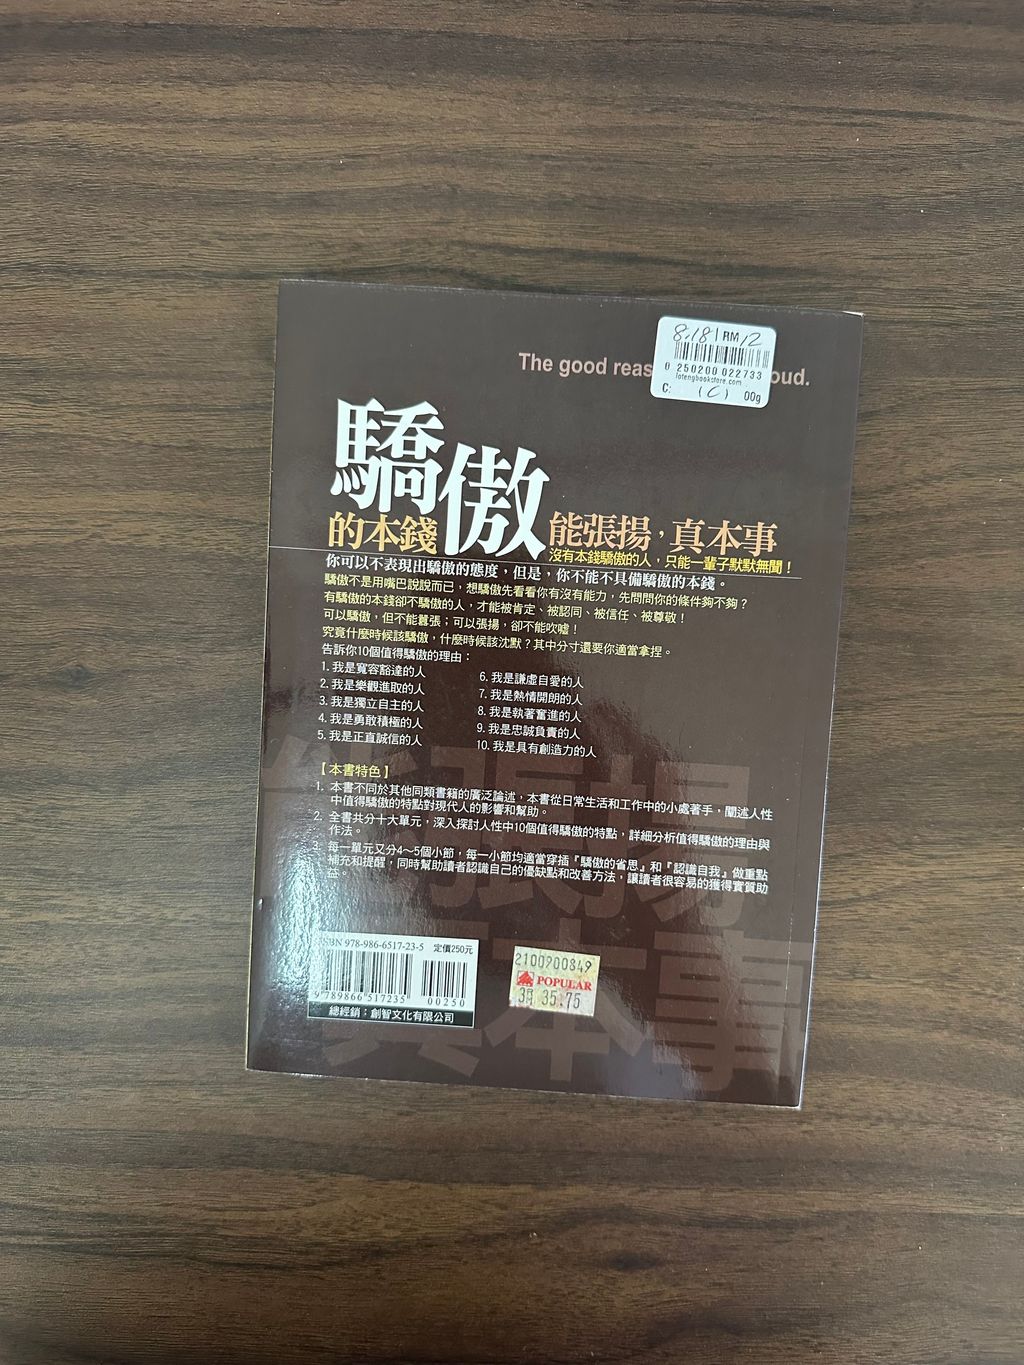 8.181 RM12
0 250200 022733
lotengbookstore.com
C: (C) 00g
The good reas oud.
驕傲
的本錢
能張揚，真本事
沒有本錢驕傲的人，只能一輩子默默無聞！
你可以不表現出驕傲的態度，但是，你不能不具備驕傲的本錢。
驕傲不是用嘴巴說說而已，想驕傲先看看你有沒有能力，先問問你的條件夠不夠？
有驕傲的本錢卻不驕傲的人，才能被肯定、被認同、被信任、被尊敬！
可以驕傲，但不能囂張；可以張揚，卻不能吹噓！
究竟什麼時候該驕傲，什麼時候該沈默？其中分寸還要你適當拿捏。
告訴你10個值得驕傲的理由：
1. 我是寬容豁達的人
2. 我是樂觀進取的人
3. 我是獨立自主的人
4. 我是勇敢積極的人
5. 我是正直誠信的人
6. 我是謙虛自愛的人
7. 我是熱情開朗的人
8. 我是執著奮進的人
9. 我是忠誠負責的人
10. 我是具有創造力的人
【本書特色】
1. 本書不同於其他同類書籍的廣泛論述，本書從日常生活和工作中的小處著手，闡述人性
中值得驕傲的特點對現代人的影響和幫助。
2. 全書共分十大單元，深入探討人性中10個值得驕傲的特點，詳細分析值得驕傲的理由與
作法。
3. 每一單元又分4～5個小節，每一小節均適當穿插『驕傲的省思』和『認識自我』做重點
補充和提醒，同時幫助讀者認識自己的優缺點和改善方法，讓讀者很容易的獲得實質助
益。
能張揚
真本事
ISBN 978-986-6517-23-5 定價250元
9 789866 517235
00250
總經銷：創智文化有限公司
2100900849
POPULAR
35.75